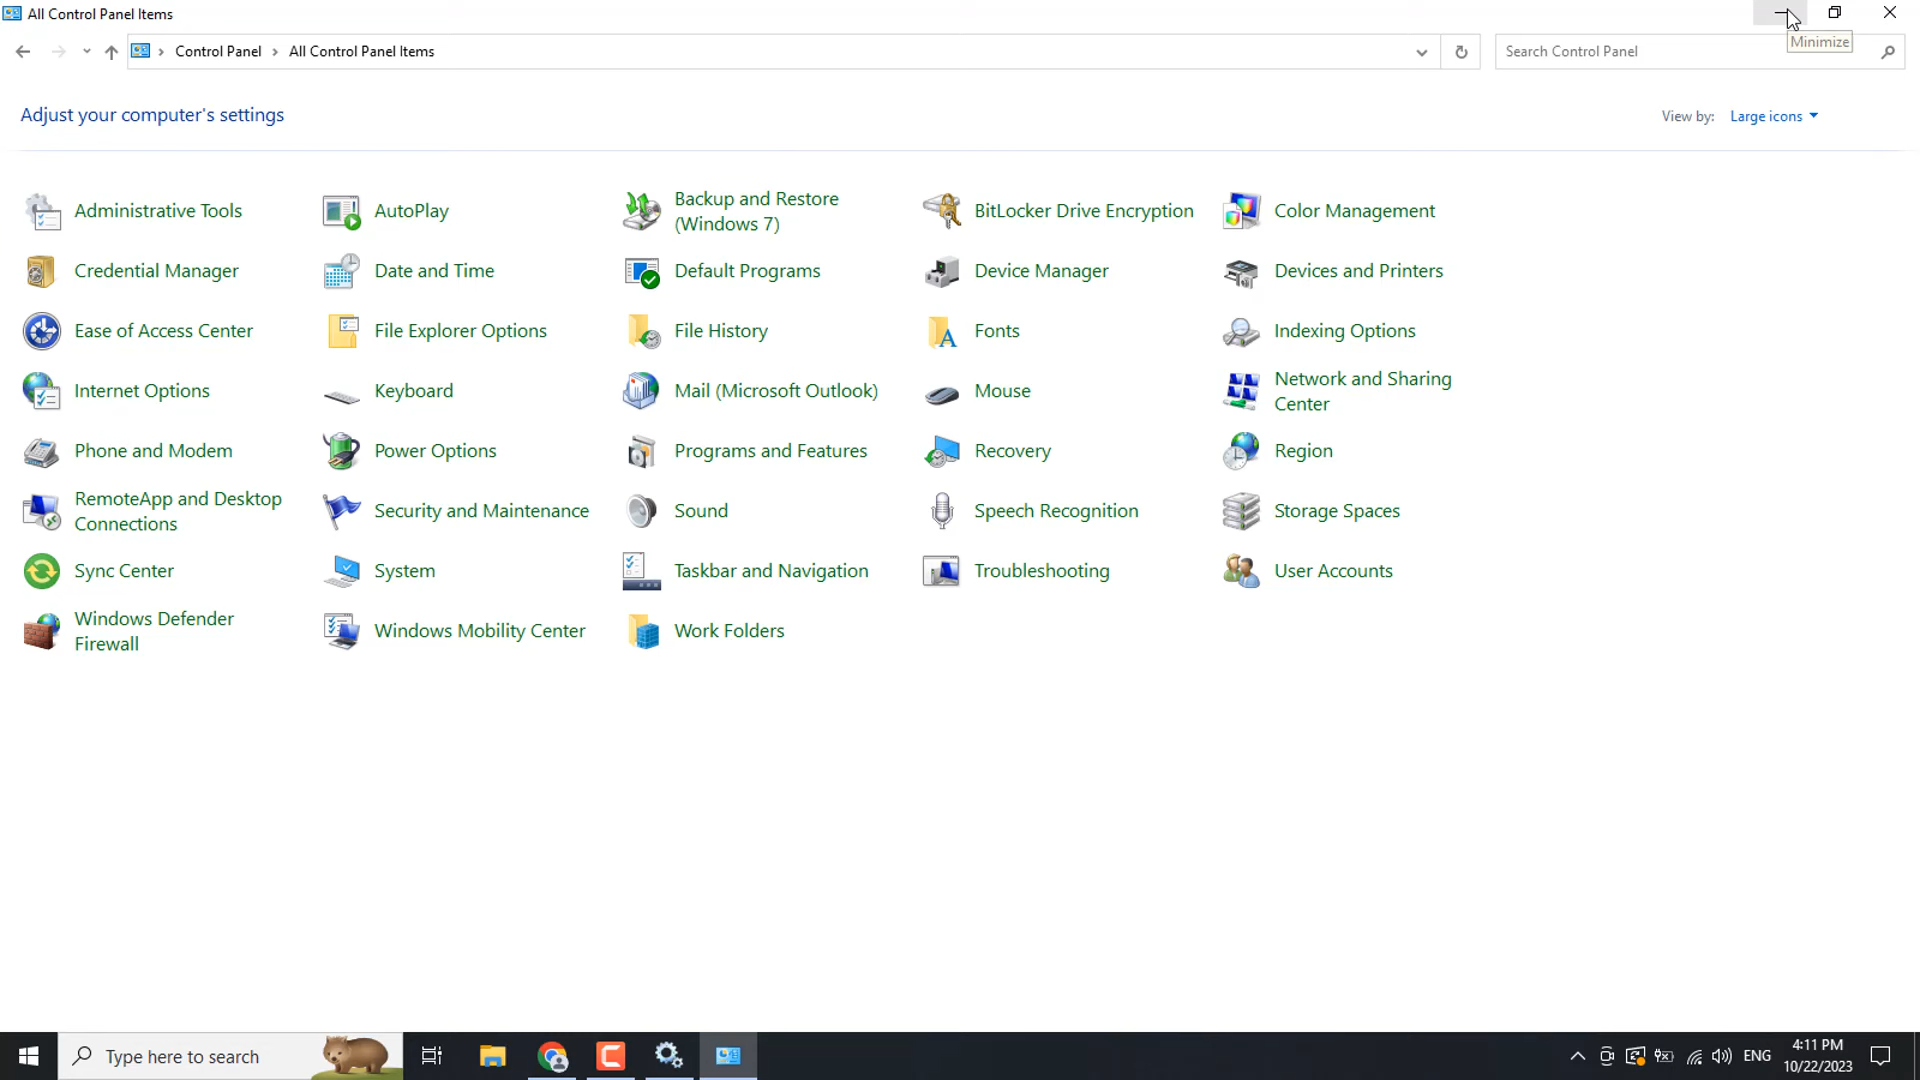 All Control Panel Items
Minimize
Control Panel > All Control Panel Items
Search Control Panel
Adjust your computer's settings
View by: Large icons
Administrative Tools
AutoPlay
Backup and Restore
(Windows 7)
BitLocker Drive Encryption
Color Management
Credential Manager
Date and Time
Default Programs
Device Manager
Devices and Printers
Ease of Access Center
File Explorer Options
File History
Fonts
Indexing Options
Internet Options
Keyboard
Mail (Microsoft Outlook)
Mouse
Network and Sharing
Center
Phone and Modem
Power Options
Programs and Features
Recovery
Region
RemoteApp and Desktop
Connections
Security and Maintenance
Sound
Speech Recognition
Storage Spaces
Sync Center
System
Taskbar and Navigation
Troubleshooting
User Accounts
Windows Defender
Firewall
Windows Mobility Center
Work Folders
Type here to search
ENG
4:11 PM
10/22/2023